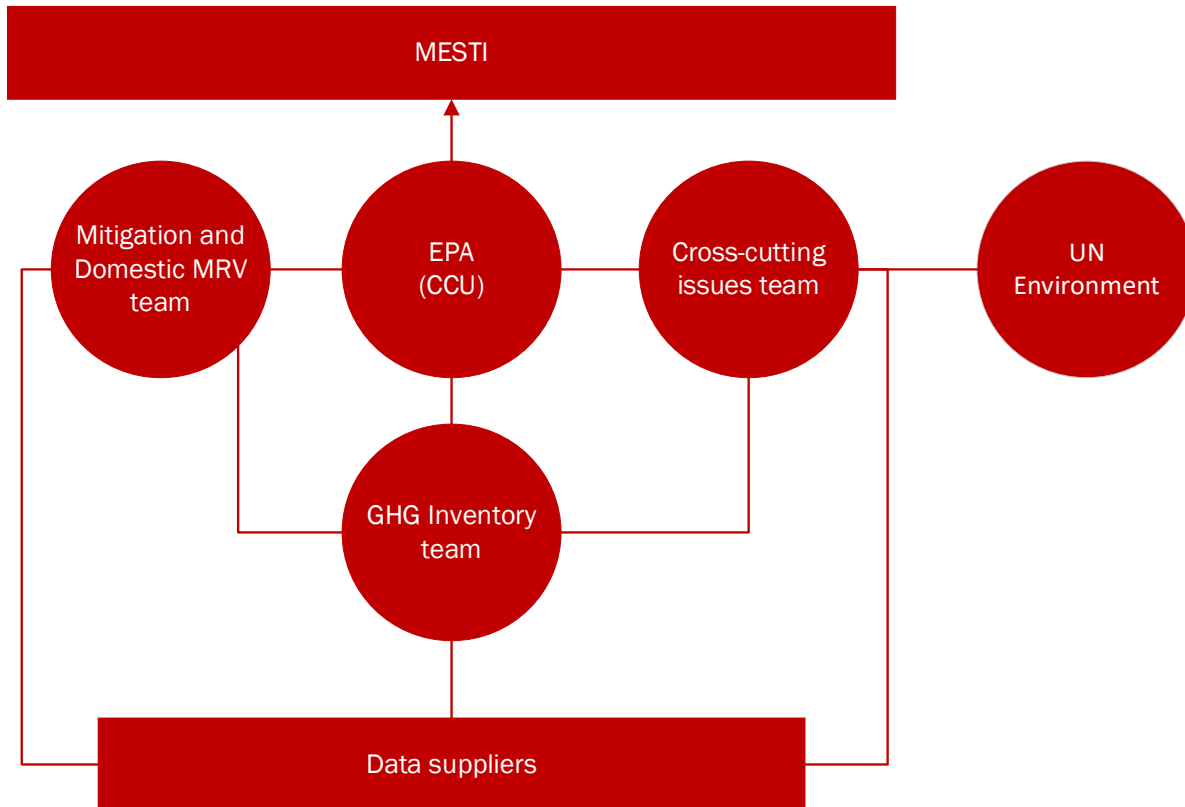 MESTI
Mitigation and
Domestic MRV
team
EPA
(CCU)
Cross-cutting
issues team
UN
Environment
GHG Inventory
team
Data suppliers